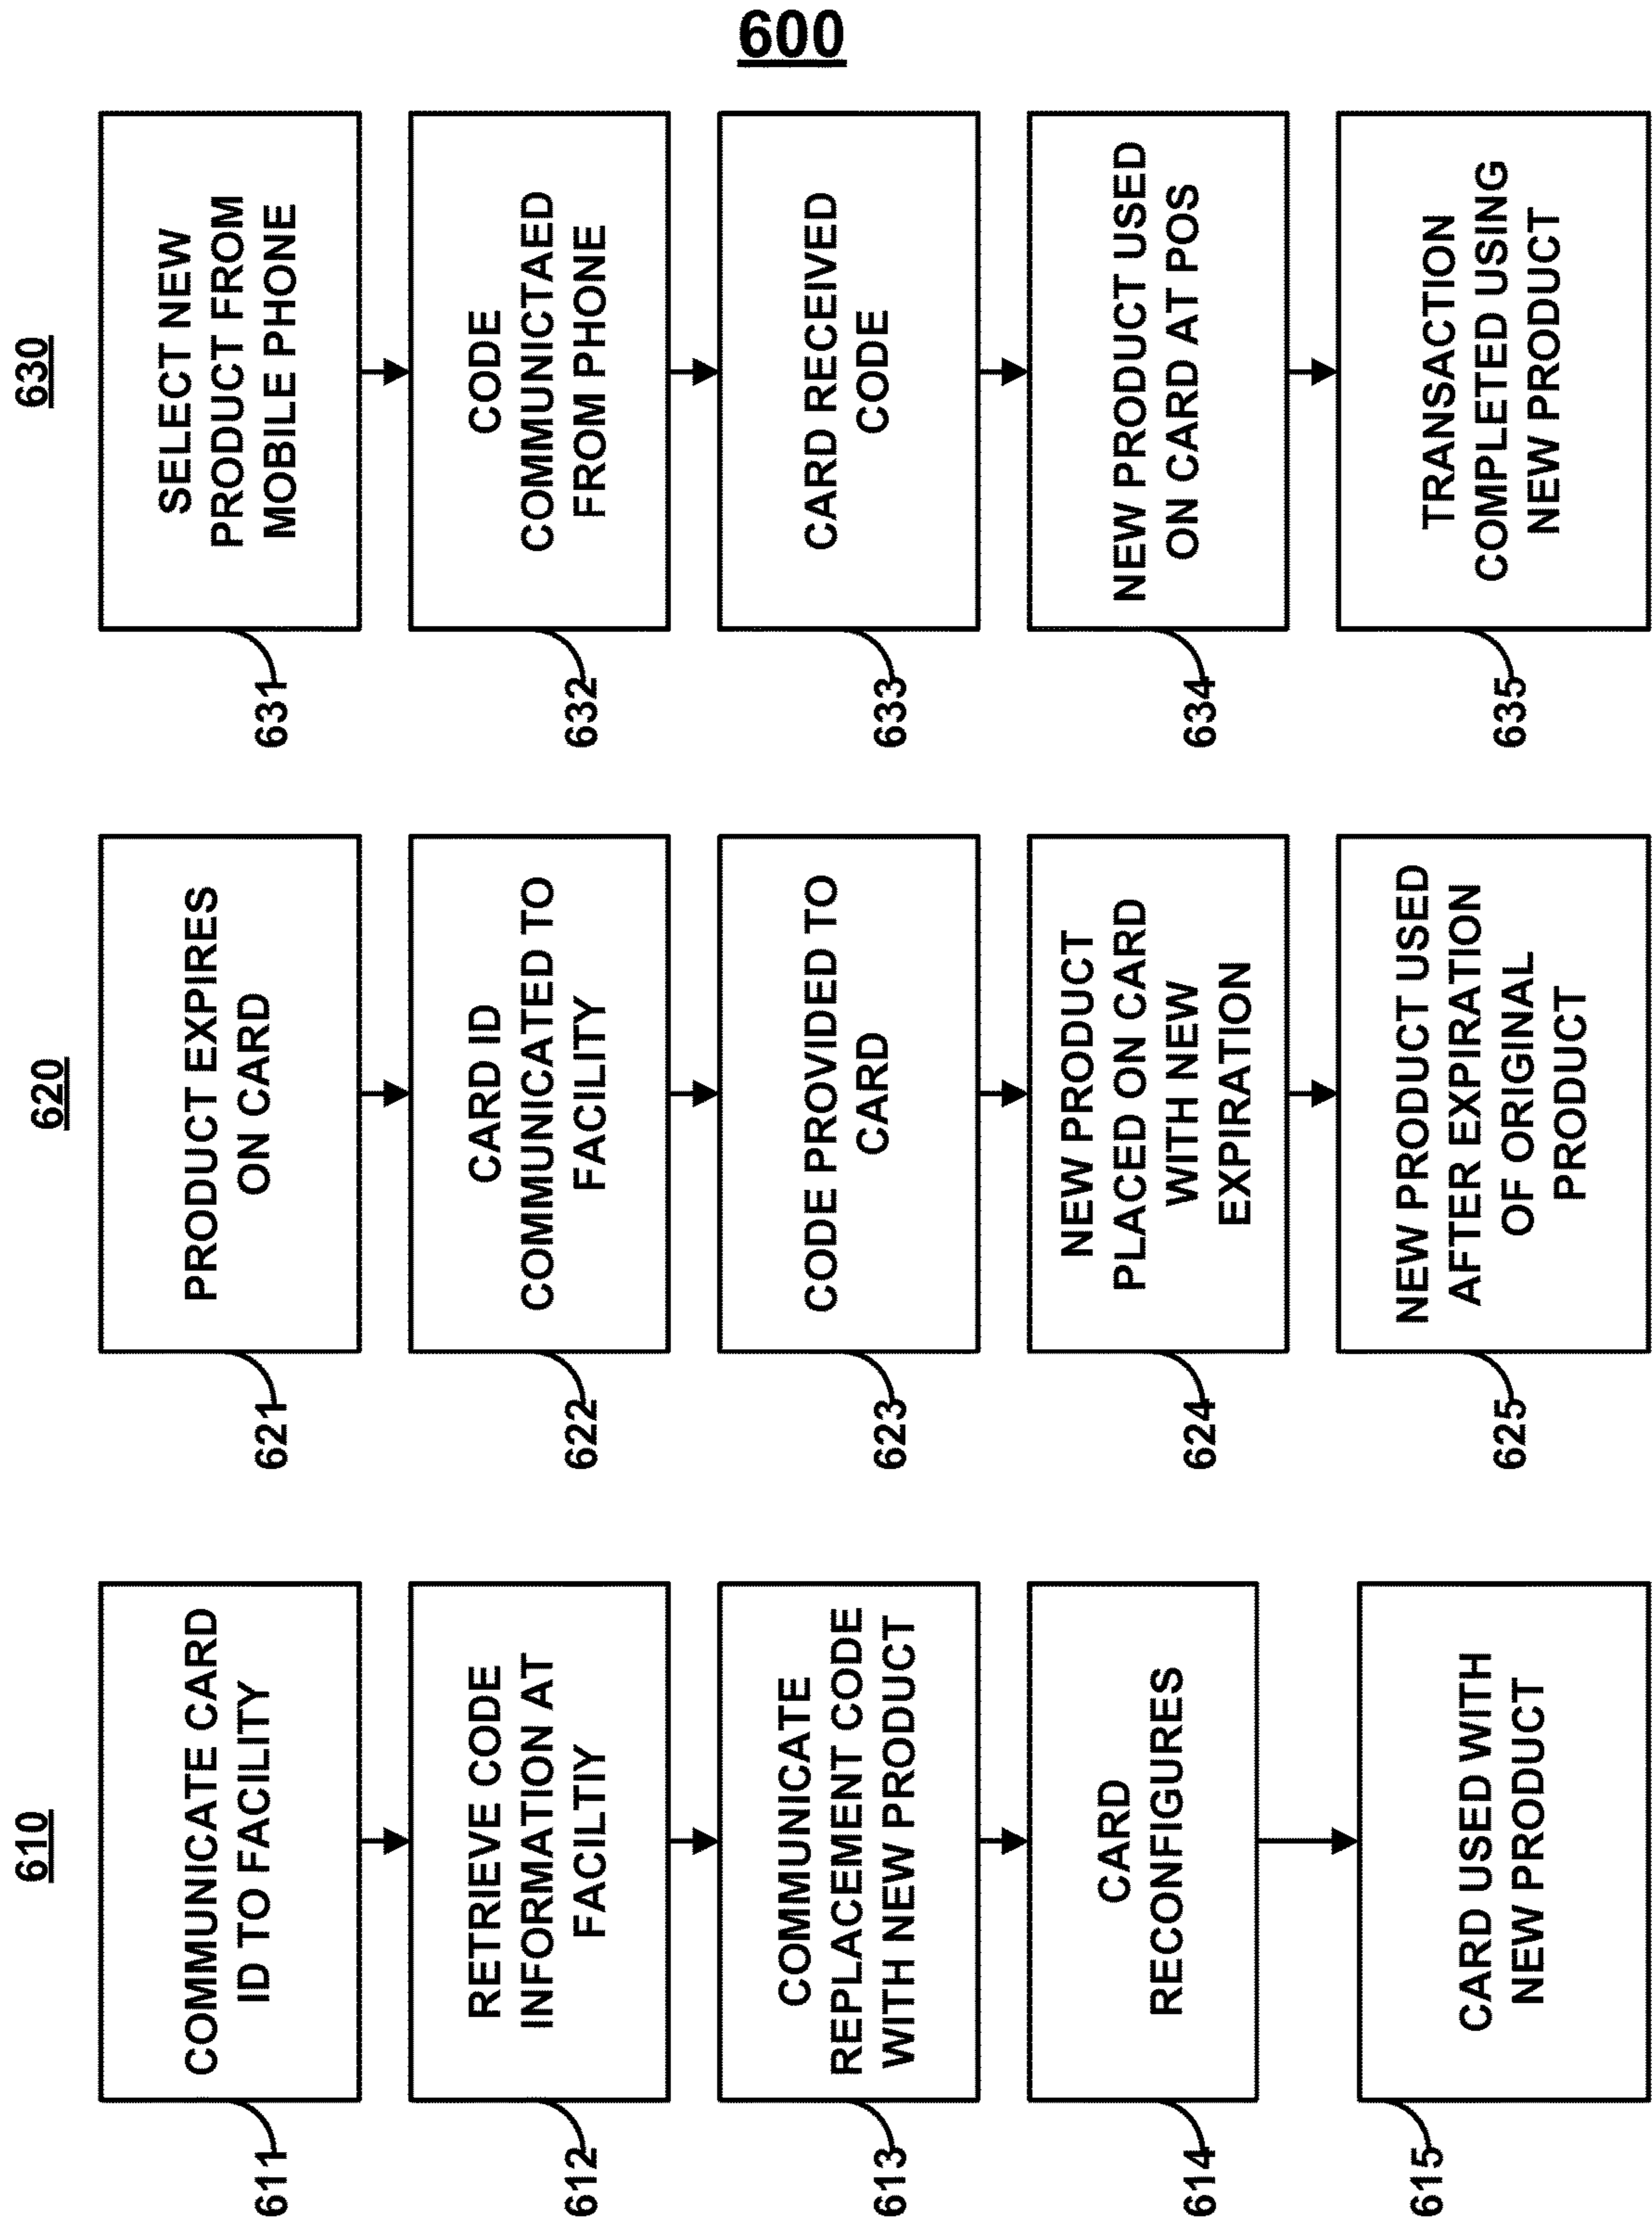 600
610
611
COMMUNICATE CARD
ID TO FACILITY
612
RETRIEVE CODE
INFORMATION AT
FACILTIY
613
COMMUNICATE
REPLACEMENT CODE
WITH NEW PRODUCT
614
CARD
RECONFIGURES
615
CARD USED WITH
NEW PRODUCT
620
621
PRODUCT EXPIRES
ON CARD
622
CARD ID
COMMUNICATED TO
FACILITY
623
CODE PROVIDED TO
CARD
624
NEW PRODUCT
PLACED ON CARD
WITH NEW
EXPIRATION
625
NEW PRODUCT USED
AFTER EXPIRATION
OF ORIGINAL
PRODUCT
630
631
SELECT NEW
PRODUCT FROM
MOBILE PHONE
632
CODE
COMMUNICTAED
FROM PHONE
633
CARD RECEIVED
CODE
634
NEW PRODUCT USED
ON CARD AT POS
635
TRANSACTION
COMPLETED USING
NEW PRODUCT